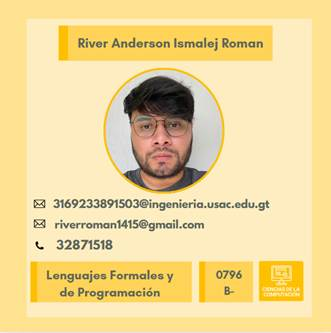 River Anderson Ismalej Roman
3169233891503@ingenieria.usac.edu.gt
riverroman1415@gmail.com
32871518
Lenguajes Formales y
de Programación
0796
B-
CIENCIAS DE LA
COMPUTACIÓN